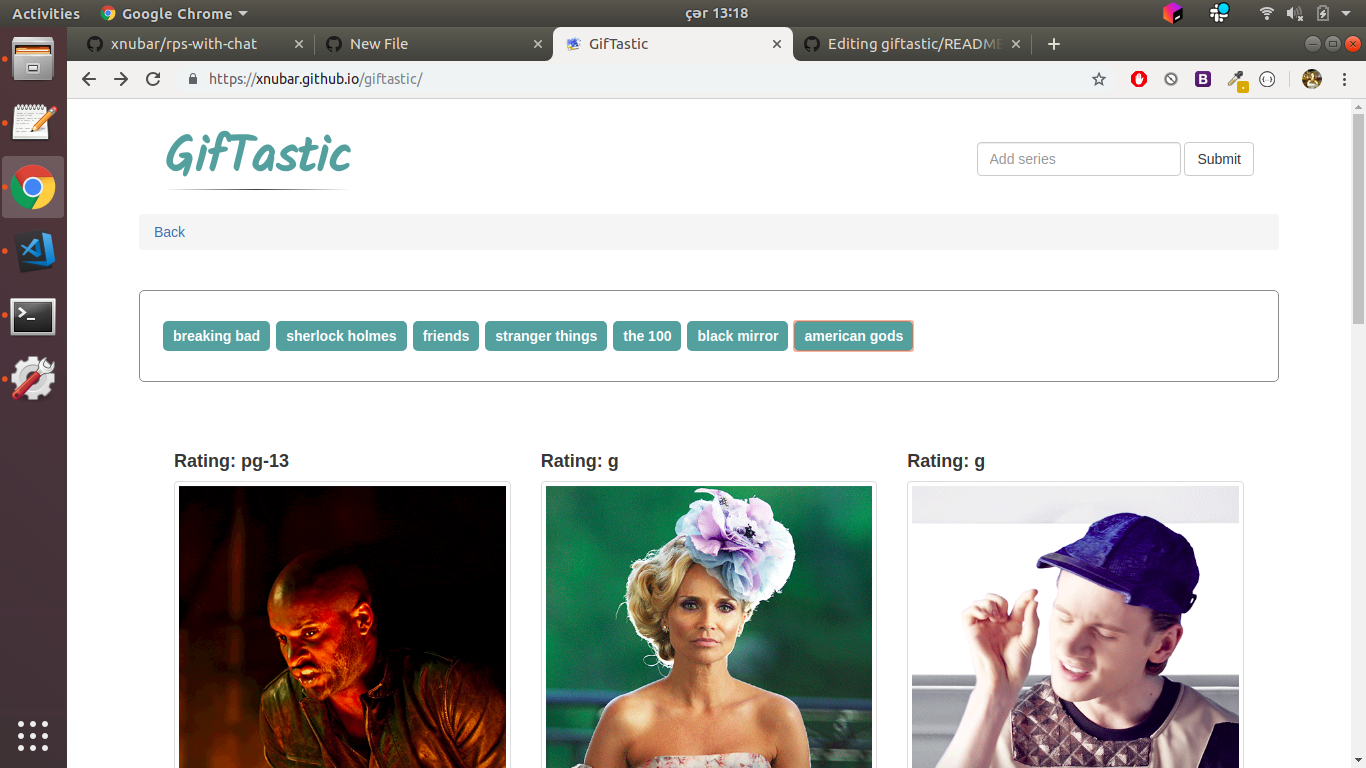 Activities Google Chrome çər 13:18
xnubar/rps-with-chat New File GifTastic Editing giftastic/README
https://xnubar.github.io/giftastic/
GifTastic
Add series Submit
Back
breaking bad sherlock holmes friends stranger things the 100 black mirror american gods
Rating: pg-13 Rating: g Rating: g